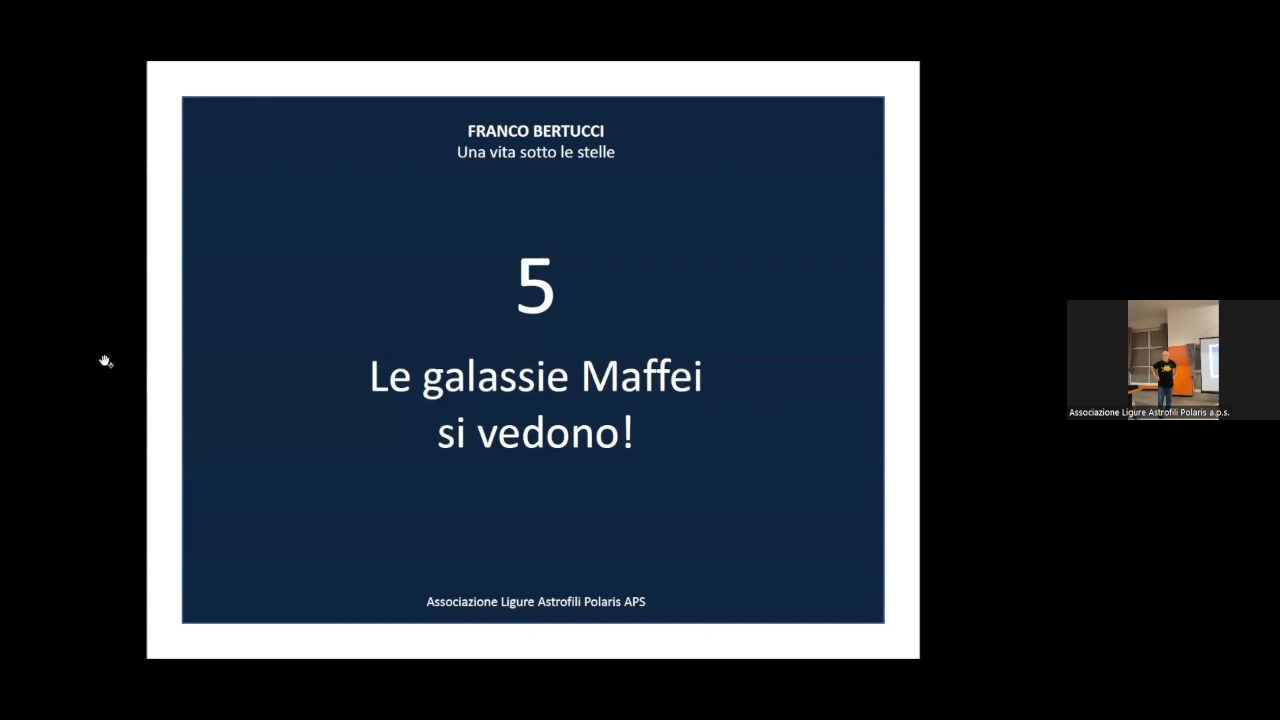 FRANCO BERTUCCI
Una vita sotto le stelle
5
Le galassie Maffei
si vedono!
Associazione Ligure Astrofili Polaris APS
Associazione Ligure Astrofili Polaris a.p.s.